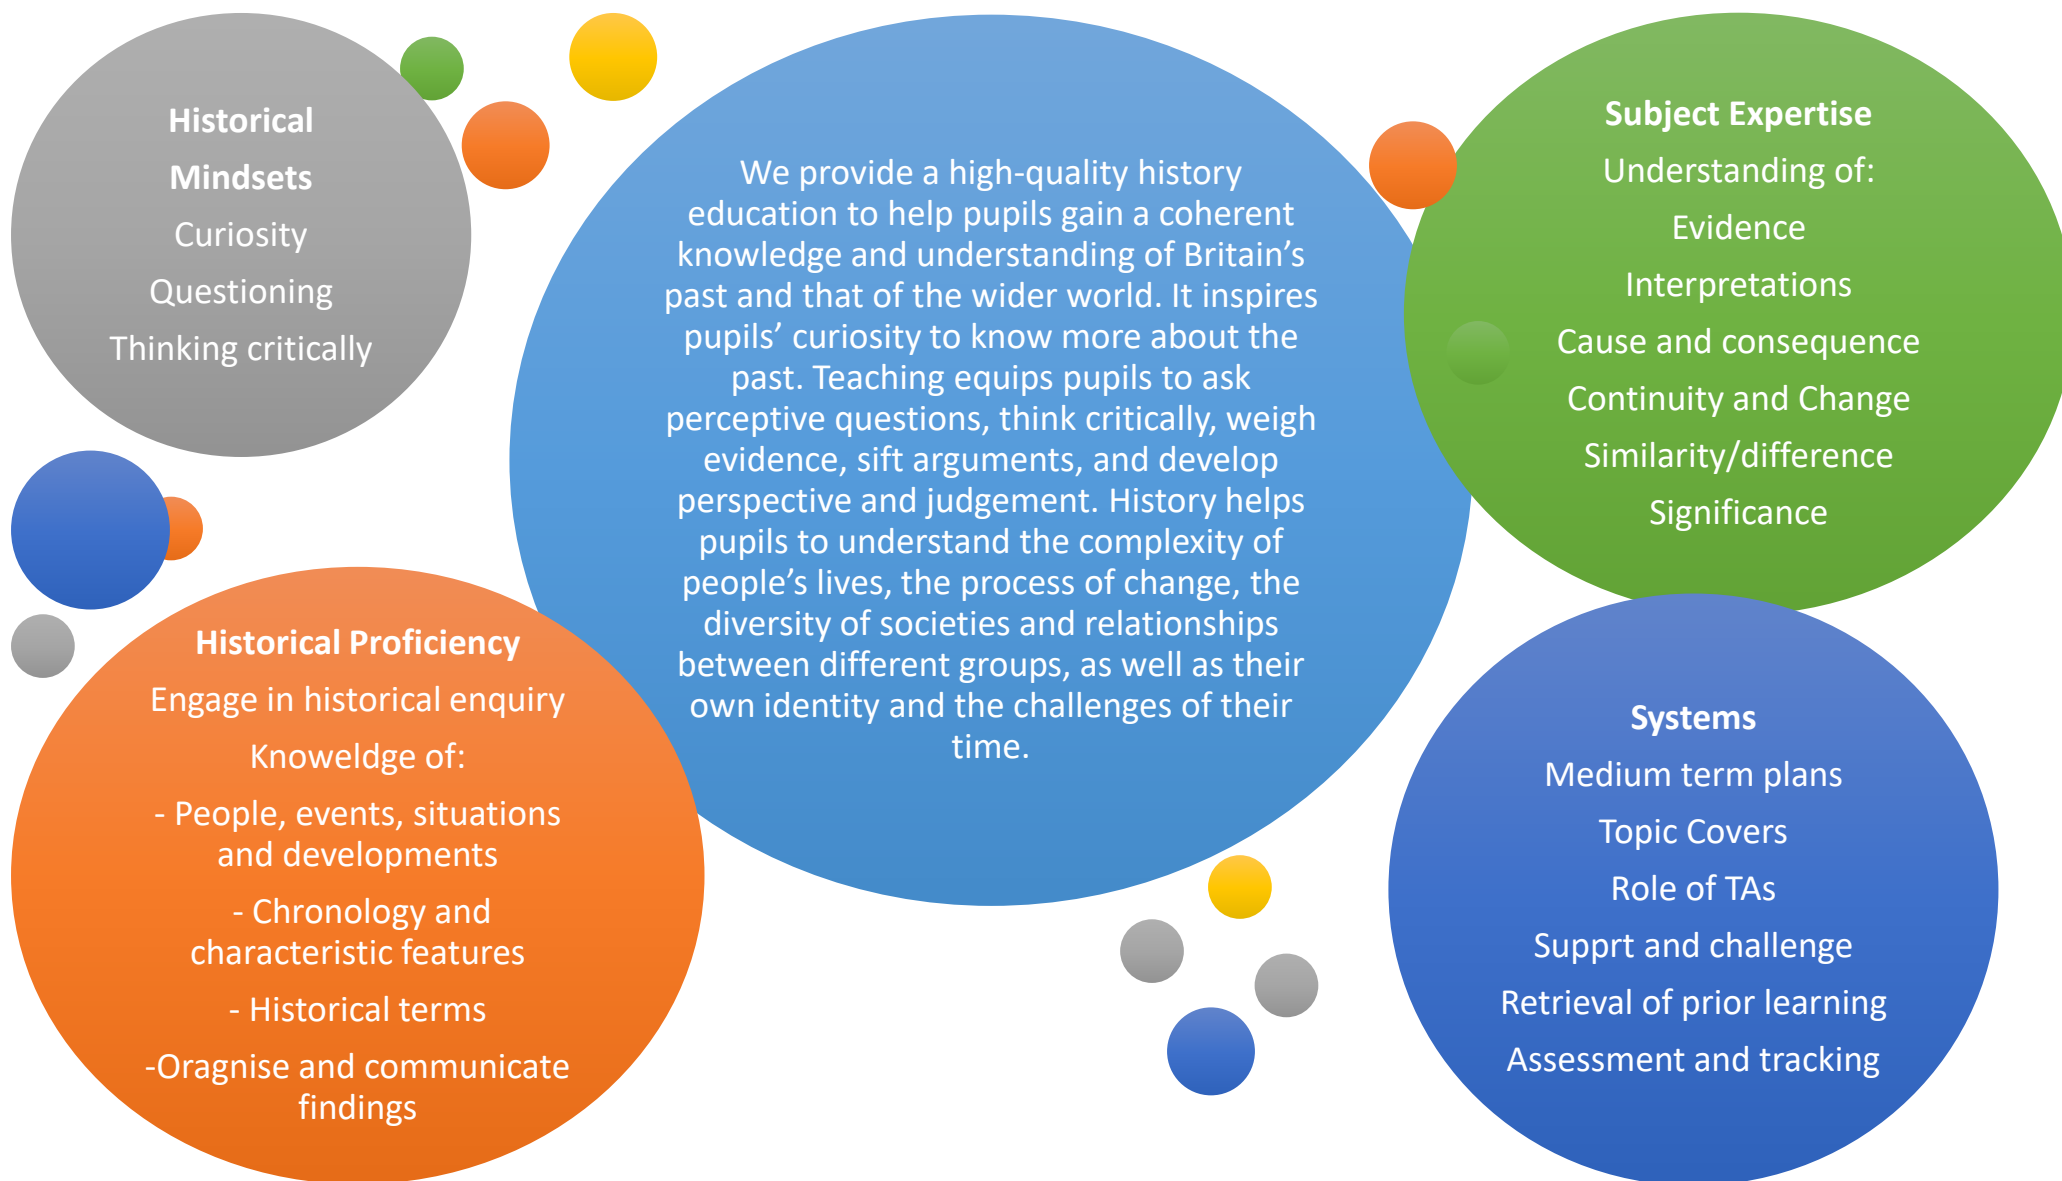 Historical
Mindsets
Curiosity
Questioning
Thinking critically
We provide a high-quality history
education to help pupils gain a coherent
knowledge and understanding of Britain’s
past and that of the wider world. It inspires
pupils’ curiosity to know more about the
past. Teaching equips pupils to ask
perceptive questions, think critically, weigh
evidence, sift arguments, and develop
perspective and judgement. History helps
pupils to understand the complexity of
people’s lives, the process of change, the
diversity of societies and relationships
between different groups, as well as their
own identity and the challenges of their
time.
Subject Expertise
Understanding of:
Evidence
Interpretations
Cause and consequence
Continuity and Change
Similarity/difference
Significance
Historical Proficiency
Engage in historical enquiry
Knoweldge of:
- People, events, situations
and developments
- Chronology and
characteristic features
- Historical terms
-Oragnise and communicate
findings
Systems
Medium term plans
Topic Covers
Role of TAs
Supprt and challenge
Retrieval of prior learning
Assessment and tracking